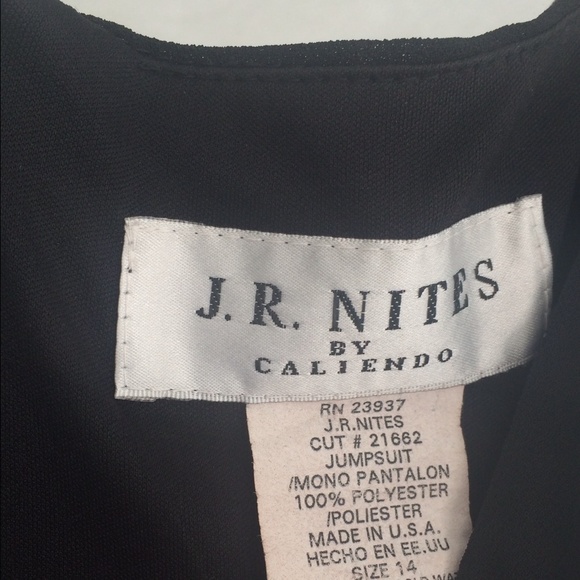 J.R. NITES
BY
CALIENDO
RN 23937
J.R.NITES
CUT # 21662
JUMPSUIT
/MONO PANTALON
100% POLYESTER
/POLIESTER
MADE IN U.S.A.
HECHO EN EE.UU
SIZE 14